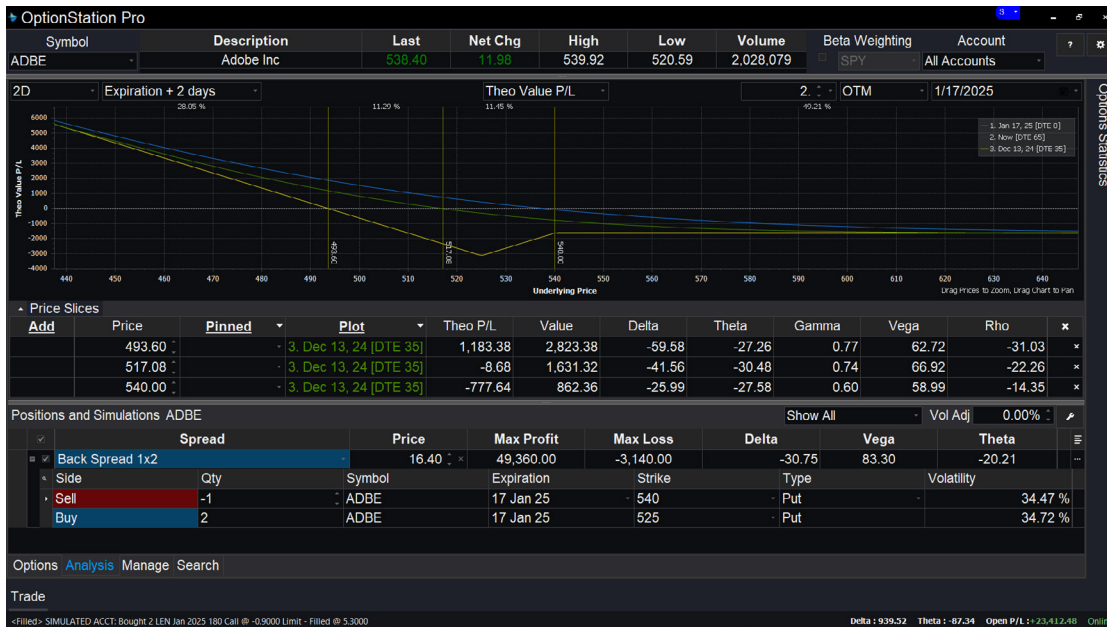 OptionStation Pro
3
Symbol Description Last Net Chg High Low Volume Beta Weighting Account
ADBE Adobe Inc 538.40 11.98 539.92 520.59 2,028,079 SPY All Accounts
?
2D Expiration + 2 days Theo Value P/L 2. OTM 1/17/2025
Options Statistics
28.05 % 11.29 % 11.45 % 49.21 %
1. Jan 17, 25 [DTE 0]
2. Now [DTE 65]
3. Dec 13, 24 [DTE 35]
Theo Value P/L
6000
5000
4000
3000
2000
1000
0
-1000
-2000
-3000
-4000
493.60 517.08 540.00
440 450 460 470 480 490 500 510 520 530 540 550 560 570 580 590 600 610 620 630 640
Underlying Price
Drag Prices to Zoom, Drag Chart to Pan
Price Slices
Add Price Pinned Plot Theo P/L Value Delta Theta Gamma Vega Rho
493.60 3. Dec 13, 24 [DTE 35] 1,183.38 2,823.38 -59.58 -27.26 0.77 62.72 -31.03
517.08 3. Dec 13, 24 [DTE 35] -8.68 1,631.32 -41.56 -30.48 0.74 66.92 -22.26
540.00 3. Dec 13, 24 [DTE 35] -777.64 862.36 -25.99 -27.58 0.60 58.99 -14.35
Positions and Simulations ADBE Show All Vol Adj 0.00%
Spread Price Max Profit Max Loss Delta Vega Theta
Back Spread 1x2 16.40 49,360.00 -3,140.00 -30.75 83.30 -20.21
Side Qty Symbol Expiration Strike Type Volatility
Sell -1 ADBE 17 Jan 25 540 Put 34.47 %
Buy 2 ADBE 17 Jan 25 525 Put 34.72 %
Options Analysis Manage Search
Trade
<Filled> SIMULATED ACCT: Bought 2 LEN Jan 2025 180 Call @ -0.9000 Limit - Filled @ 5.3000 Delta : 939.52 Theta : -87.34 Open P/L :+23,412.48 Onlin